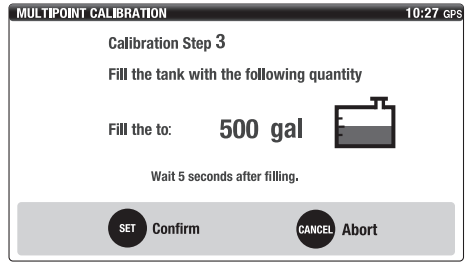 MULTIPOINT CALIBRATION 10:27 GPS
Calibration Step 3
Fill the tank with the following quantity
Fill the to: 500 gal
Wait 5 seconds after filling.
SET Confirm CANCEL Abort